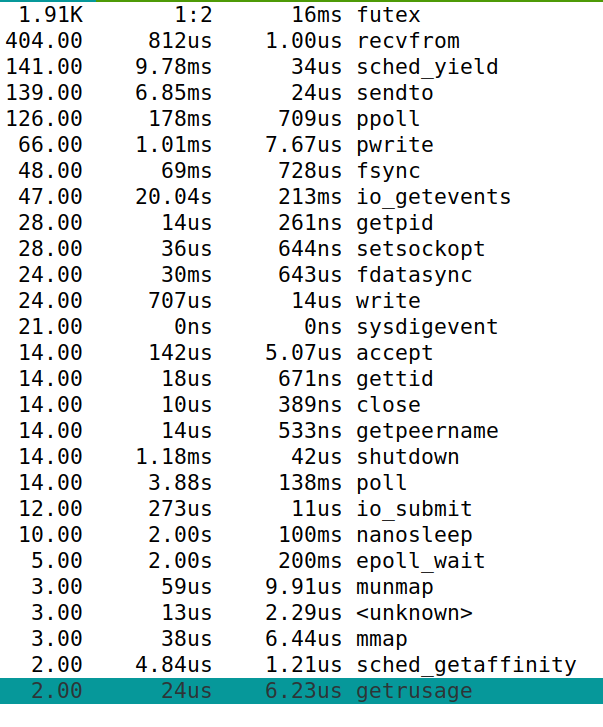 1.91K 1:2 16ms futex
404.00 812us 1.00us recvfrom
141.00 9.78ms 34us sched_yield
139.00 6.85ms 24us sendto
126.00 178ms 709us ppoll
66.00 1.01ms 7.67us pwrite
48.00 69ms 728us fsync
47.00 20.04s 213ms io_getevents
28.00 14us 261ns getpid
28.00 36us 644ns setsockopt
24.00 30ms 643us fdatasync
24.00 707us 14us write
21.00 0ns 0ns sysdigevent
14.00 142us 5.07us accept
14.00 18us 671ns gettid
14.00 10us 389ns close
14.00 14us 533ns getpeername
14.00 1.18ms 42us shutdown
14.00 3.88s 138ms poll
12.00 273us 11us io_submit
10.00 2.00s 100ms nanosleep
5.00 2.00s 200ms epoll_wait
3.00 59us 9.91us munmap
3.00 13us 2.29us <unknown>
3.00 38us 6.44us mmap
2.00 4.84us 1.21us sched_getaffinity
2.00 24us 6.23us getrusage